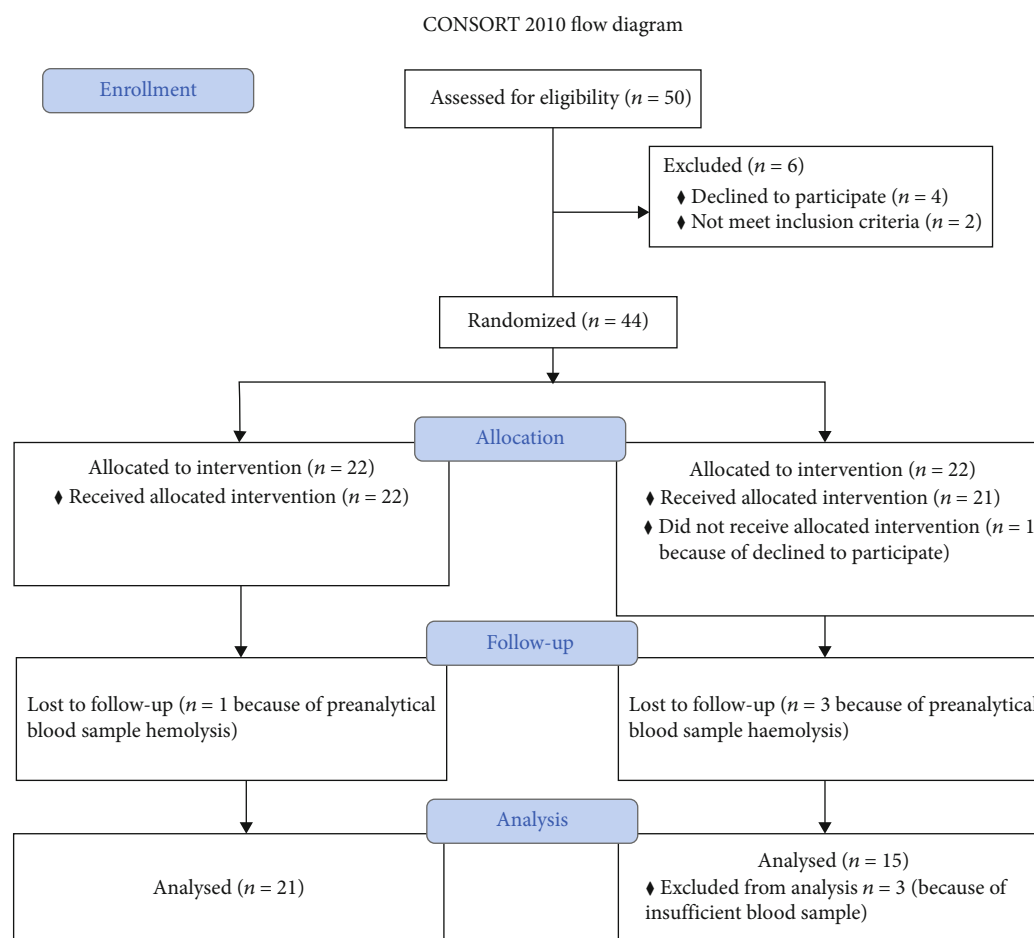 CONSORT 2010 flow diagram
Enrollment
Assessed for eligibility (n = 50)
Excluded (n = 6)
♦ Declined to participate (n = 4)
♦ Not meet inclusion criteria (n = 2)
Randomized (n = 44)
Allocation
Allocated to intervention (n = 22)
♦ Received allocated intervention (n = 22)
Allocated to intervention (n = 22)
♦ Received allocated intervention (n = 21)
♦ Did not receive allocated intervention (n = 1
because of declined to participate)
Follow-up
Lost to follow-up (n = 1 because of preanalytical
blood sample hemolysis)
Lost to follow-up (n = 3 because of preanalytical
blood sample haemolysis)
Analysis
Analysed (n = 21)
Analysed (n = 15)
♦ Excluded from analysis n = 3 (because of
insufficient blood sample)